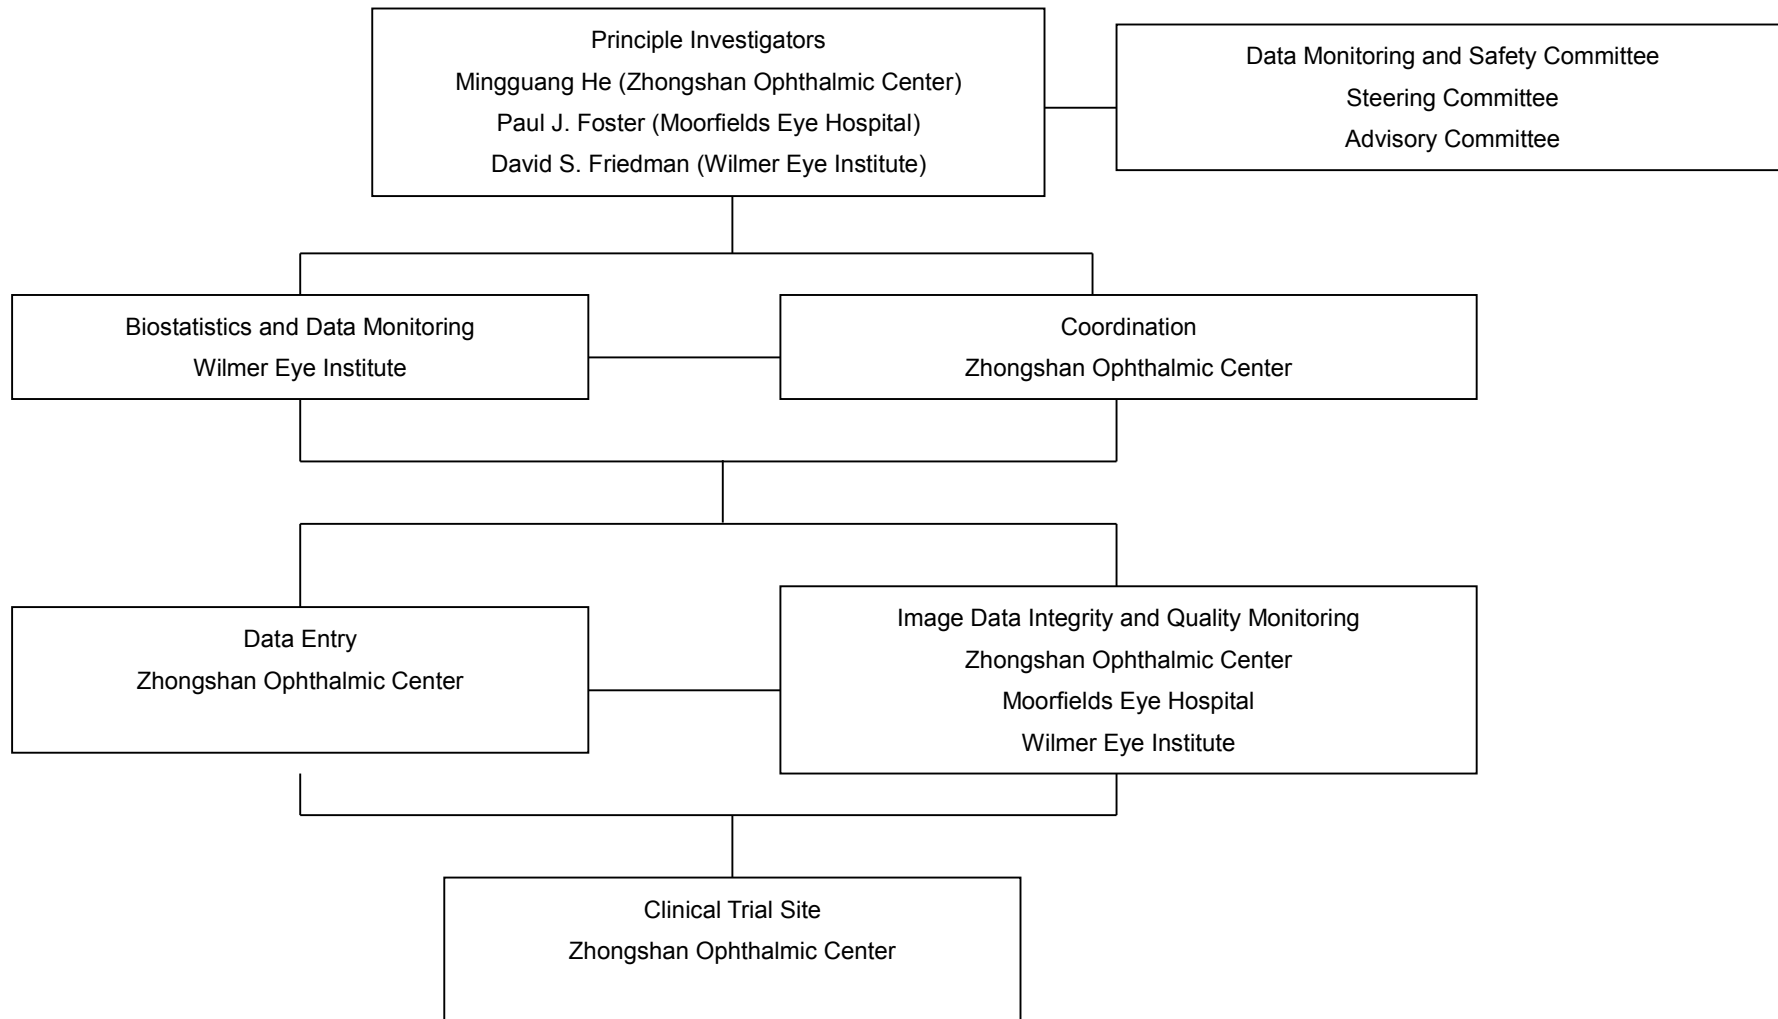 Principle Investigators
Mingguang He (Zhongshan Ophthalmic Center)
Paul J. Foster (Moorfields Eye Hospital)
David S. Friedman (Wilmer Eye Institute)
Data Monitoring and Safety Committee
Steering Committee
Advisory Committee
Biostatistics and Data Monitoring
Wilmer Eye Institute
Coordination
Zhongshan Ophthalmic Center
Data Entry
Zhongshan Ophthalmic Center
Image Data Integrity and Quality Monitoring
Zhongshan Ophthalmic Center
Moorfields Eye Hospital
Wilmer Eye Institute
Clinical Trial Site
Zhongshan Ophthalmic Center